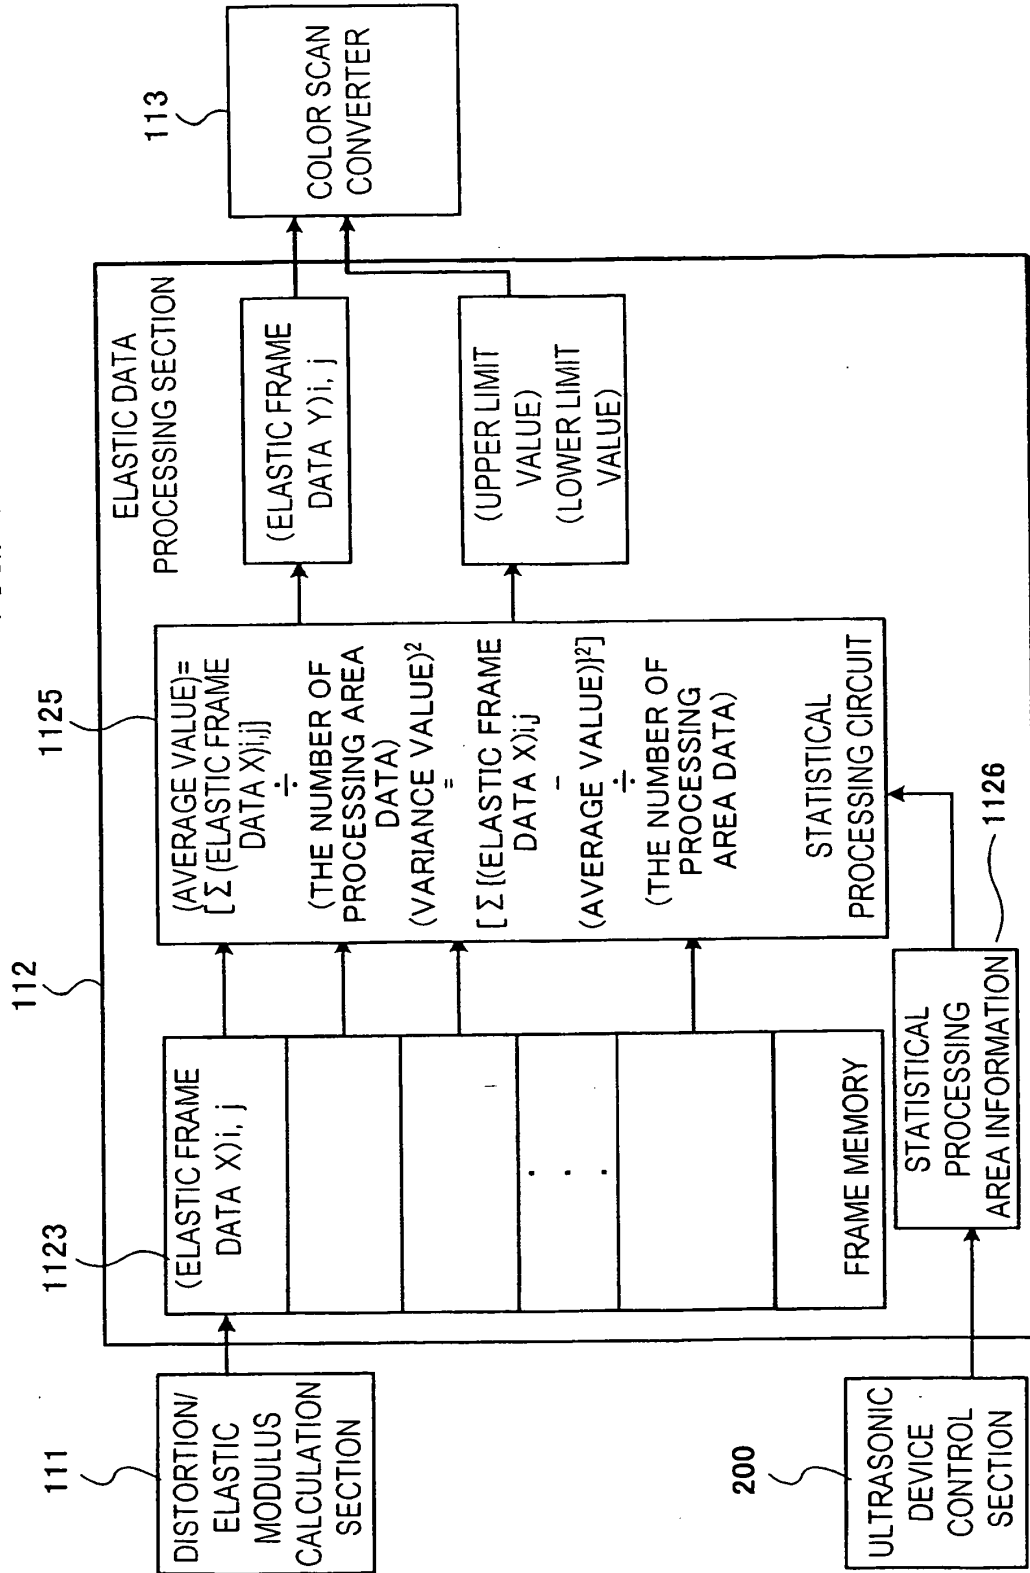 111
DISTORTION/
ELASTIC
MODULUS
CALCULATION
SECTION
200
ULTRASONIC
DEVICE
CONTROL
SECTION
112
ELASTIC DATA
PROCESSING SECTION
1123
(ELASTIC FRAME
DATA X)i, j
. . .
FRAME MEMORY
1125
(AVERAGE VALUE)=
[Σ(ELASTIC FRAME
DATA X)i,j]
÷
(THE NUMBER OF
PROCESSING AREA
DATA)
(VARIANCE VALUE)²
=
[Σ[{(ELASTIC FRAME
DATA X)i,j
−
(AVERAGE VALUE)}²]
÷
(THE NUMBER OF
PROCESSING
AREA DATA)
STATISTICAL
PROCESSING CIRCUIT
1126
STATISTICAL
PROCESSING
AREA INFORMATION
(ELASTIC FRAME
DATA Y)i, j
(UPPER LIMIT
VALUE)
(LOWER LIMIT
VALUE)
113
COLOR SCAN
CONVERTER